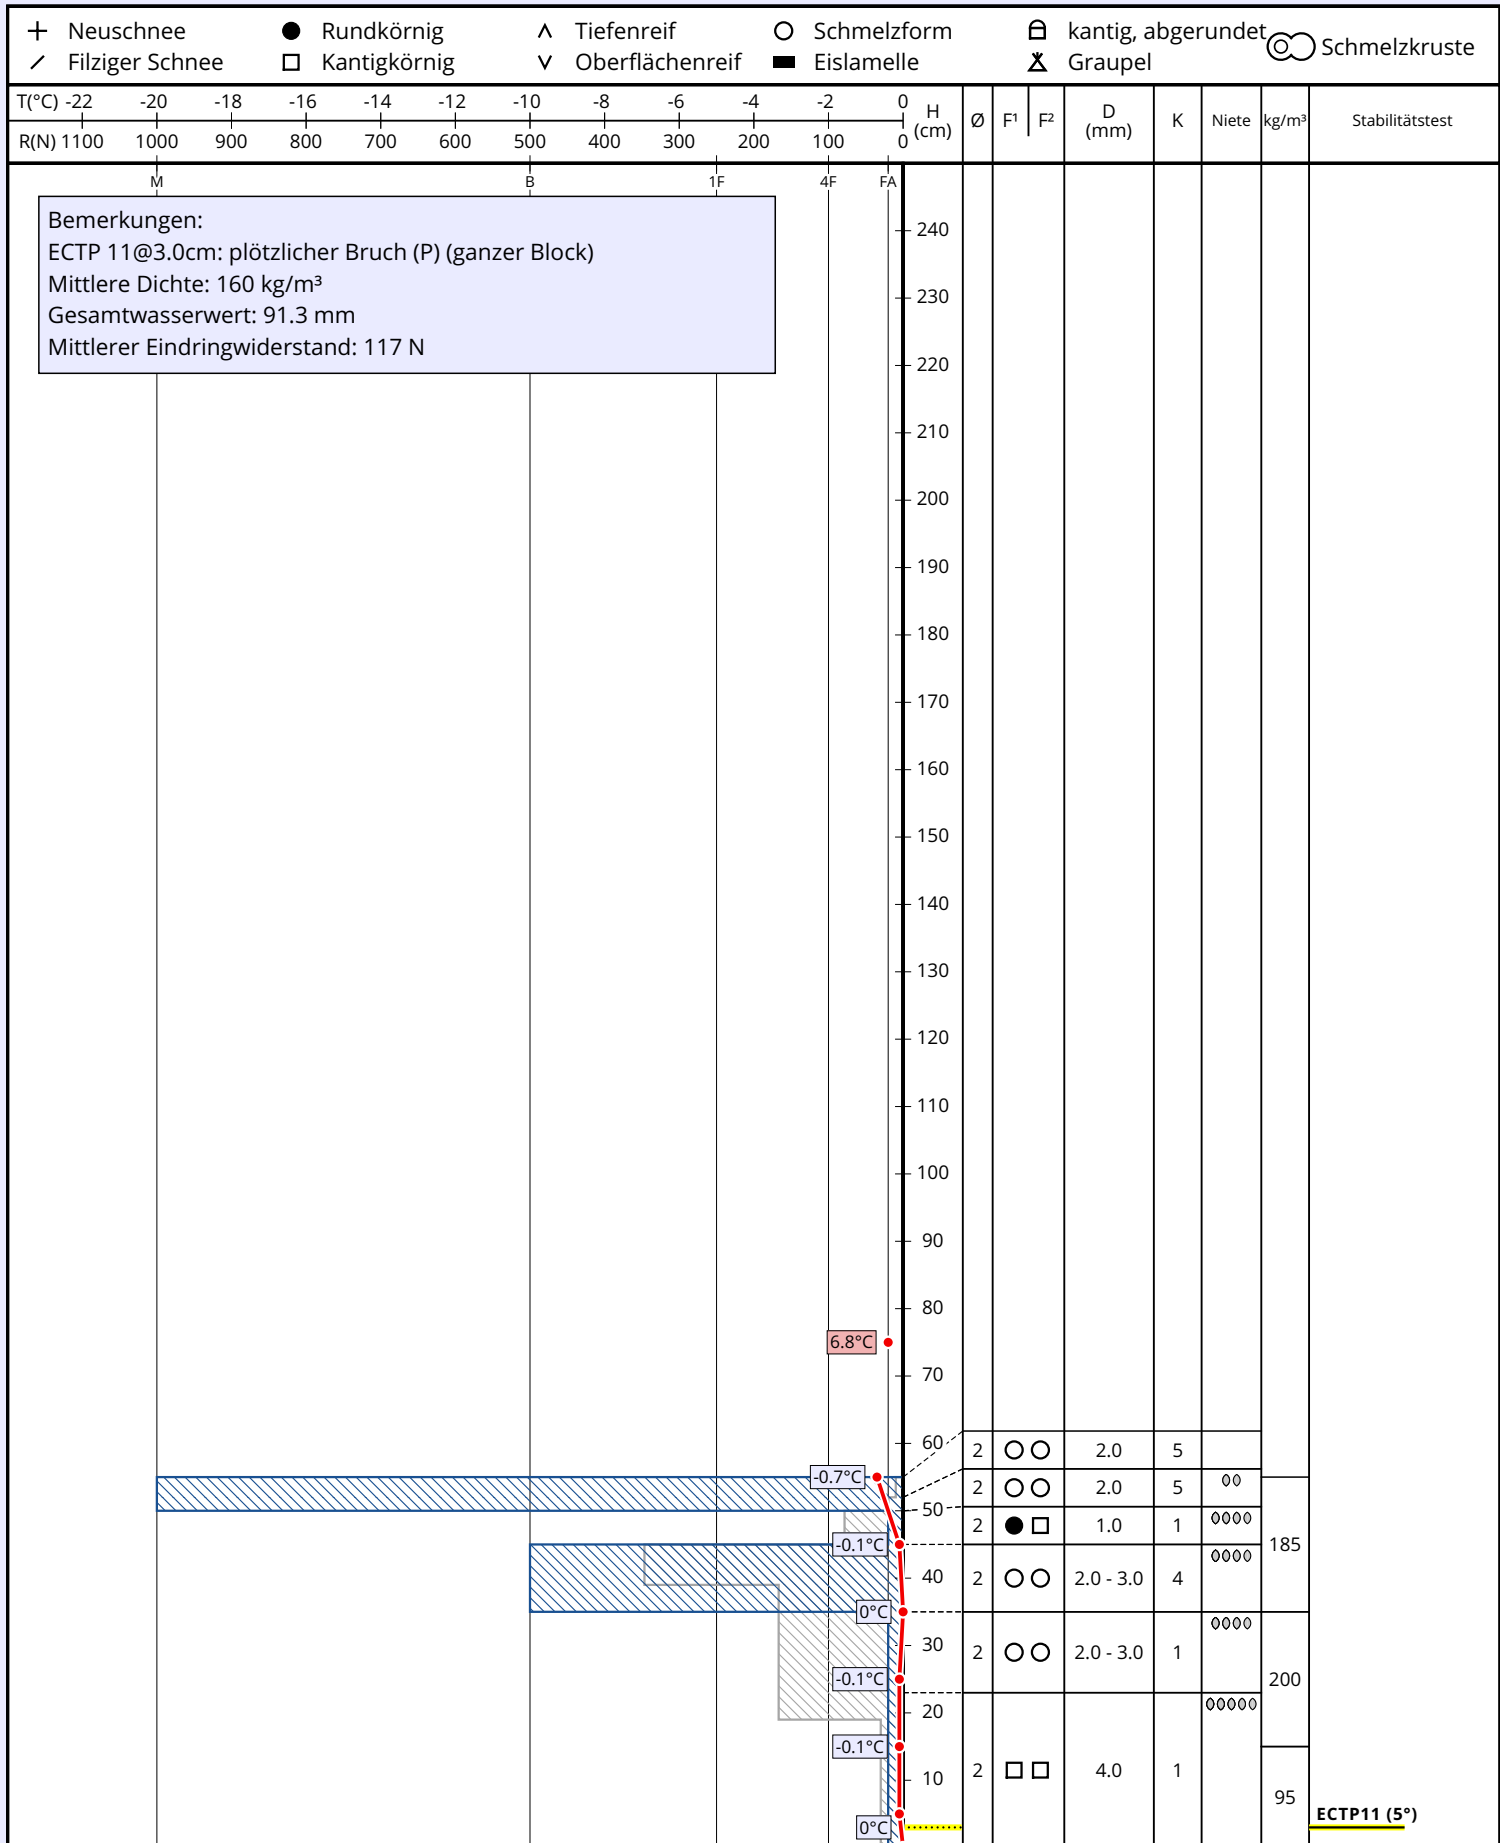 Neuschnee Rundkörnig Tiefenreif Schmelzform kantig, abgerundet Schmelzkruste
Filziger Schnee Kantigkörnig Oberflächenreif Eislamelle Graupel
T(°C) -22 -20 -18 -16 -14 -12 -10 -8 -6 -4 -2 0
R(N) 1100 1000 900 800 700 600 500 400 300 200 100 0
H (cm) Ø F¹ F² D (mm) K Niete kg/m³ Stabilitätstest
M B 1F 4F FA
Bemerkungen:
ECTP 11@3.0cm: plötzlicher Bruch (P) (ganzer Block)
Mittlere Dichte: 160 kg/m³
Gesamtwasserwert: 91.3 mm
Mittlerer Eindringwiderstand: 117 N
240
230
220
210
200
190
180
170
160
150
140
130
120
110
100
90
80
6.8°C
70
60
2 2.0 5
-0.7°C
2 2.0 5
50
2 1.0 1
-0.1°C 185
40
2 2.0 - 3.0 4
0°C
30
2 2.0 - 3.0 1
-0.1°C 200
20
-0.1°C
2 4.0 1
10
95
ECTP11 (5°)
0°C